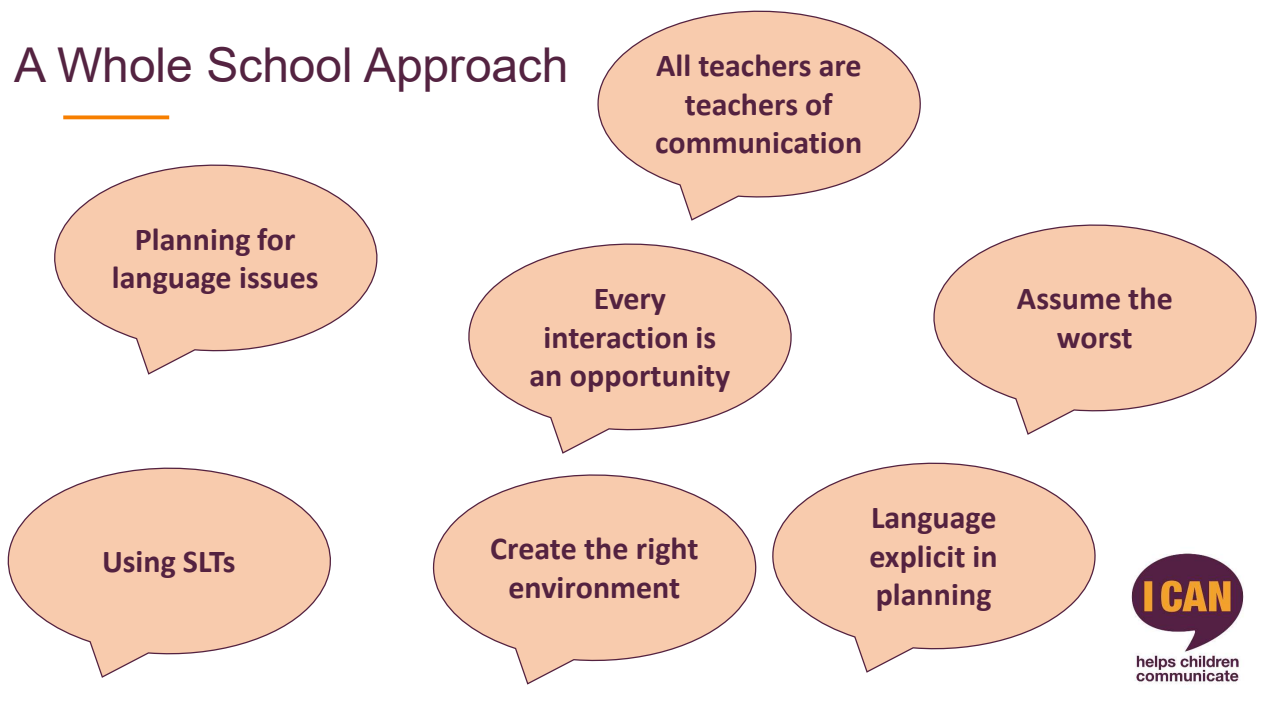 A Whole School Approach
All teachers are
teachers of
communication
Planning for
language issues
Every
interaction is
an opportunity
Assume the
worst
Using SLTs
Create the right
environment
Language
explicit in
planning
I CAN
helps children
communicate